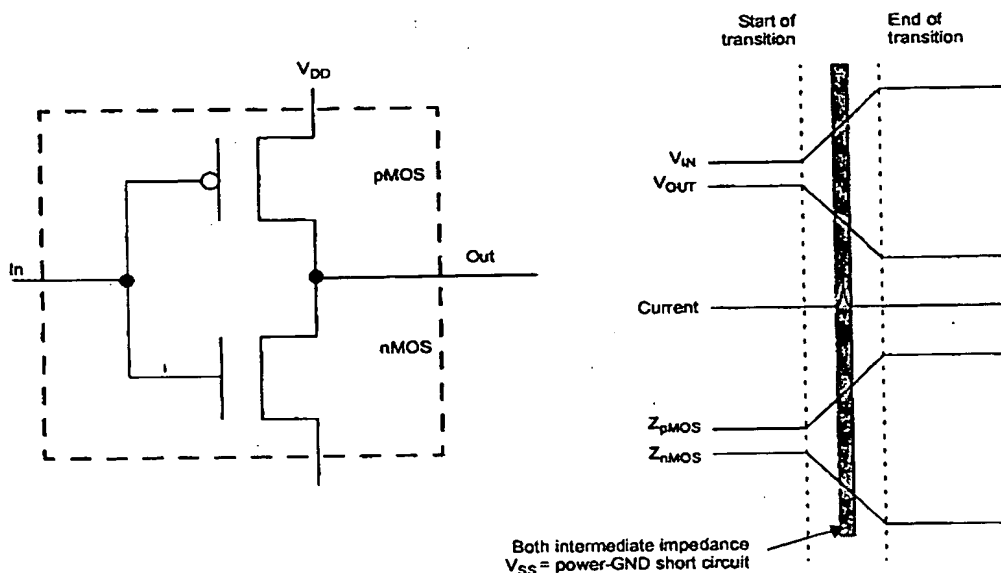 VDD
pMOS
In
Out
nMOS
Start of
transition
End of
transition
VIN
VOUT
Current
ZpMOS
ZnMOS
Both intermediate impedance
VSS = power-GND short circuit